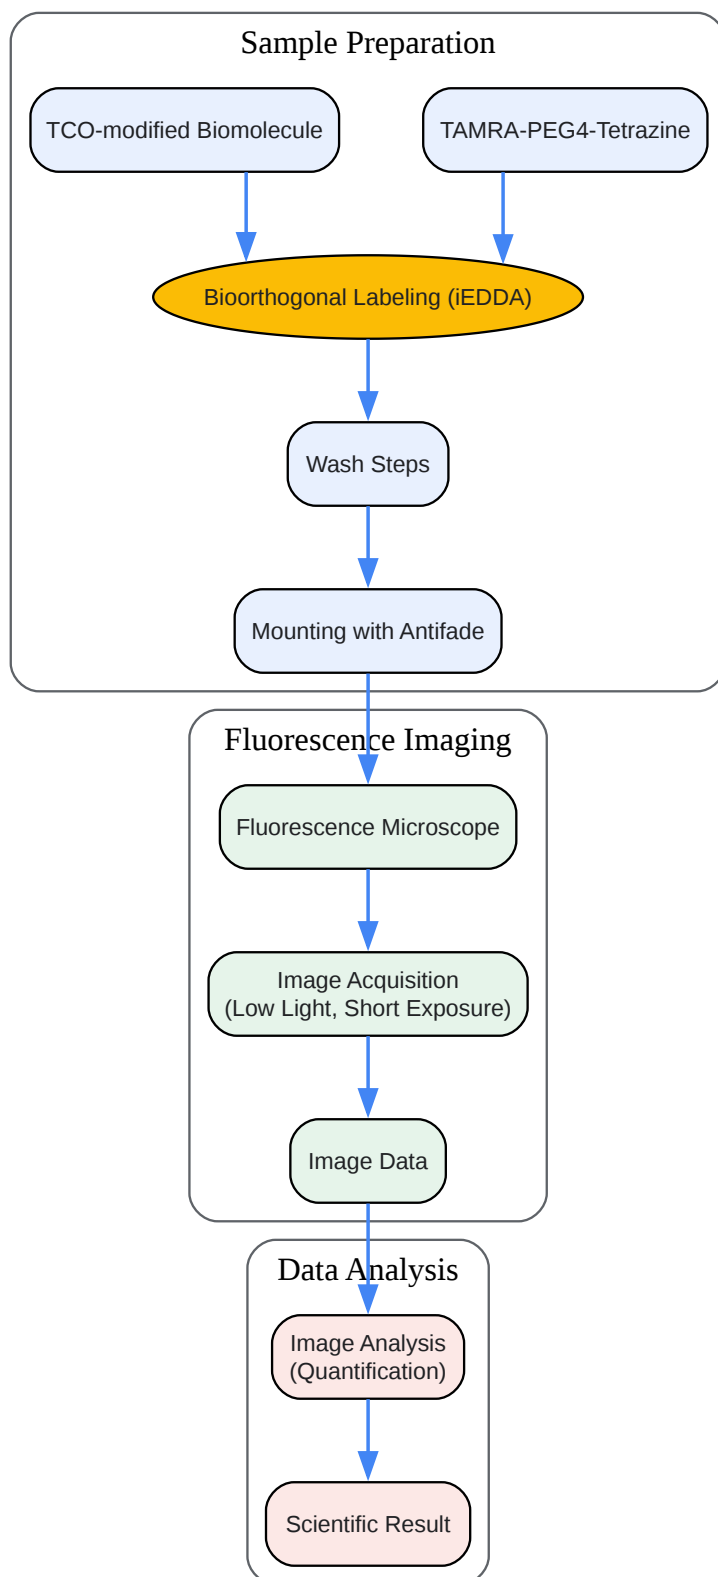 Sample Preparation
TCO-modified Biomolecule
TAMRA-PEG4-Tetrazine
Bioorthogonal Labeling (iEDDA)
Wash Steps
Mounting with Antifade
Fluorescence Imaging
Fluorescence Microscope
Image Acquisition
(Low Light, Short Exposure)
Image Data
Data Analysis
Image Analysis
(Quantification)
Scientific Result